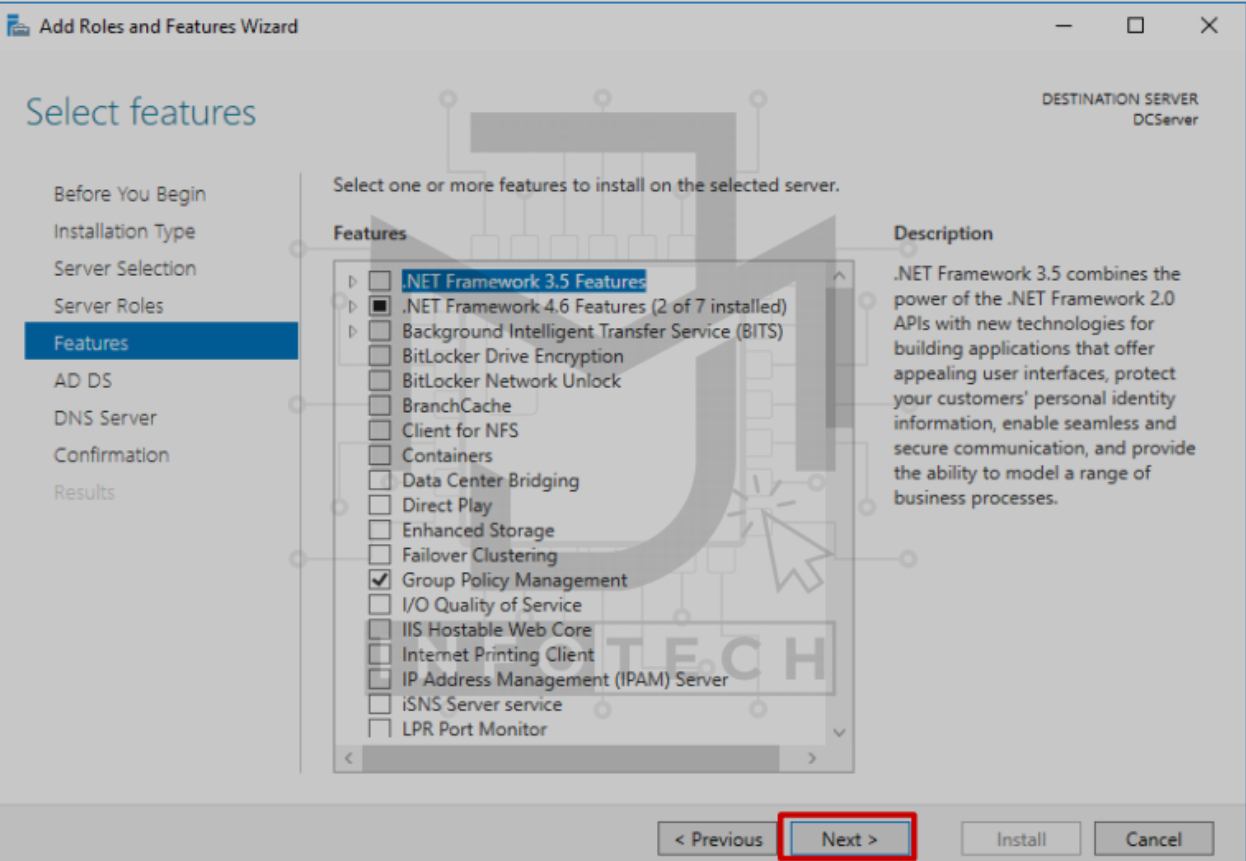 Add Roles and Features Wizard
Select features
DESTINATION SERVER
DCServer
Before You Begin
Installation Type
Server Selection
Server Roles
Features
AD DS
DNS Server
Confirmation
Results
Select one or more features to install on the selected server.
Features
.NET Framework 3.5 Features
.NET Framework 4.6 Features (2 of 7 installed)
Background Intelligent Transfer Service (BITS)
BitLocker Drive Encryption
BitLocker Network Unlock
BranchCache
Client for NFS
Containers
Data Center Bridging
Direct Play
Enhanced Storage
Failover Clustering
Group Policy Management
I/O Quality of Service
IIS Hostable Web Core
Internet Printing Client
IP Address Management (IPAM) Server
iSNS Server service
LPR Port Monitor
INFOTECH
Description
.NET Framework 3.5 combines the
power of the .NET Framework 2.0
APIs with new technologies for
building applications that offer
appealing user interfaces, protect
your customers' personal identity
information, enable seamless and
secure communication, and provide
the ability to model a range of
business processes.
< Previous
Next >
Install
Cancel